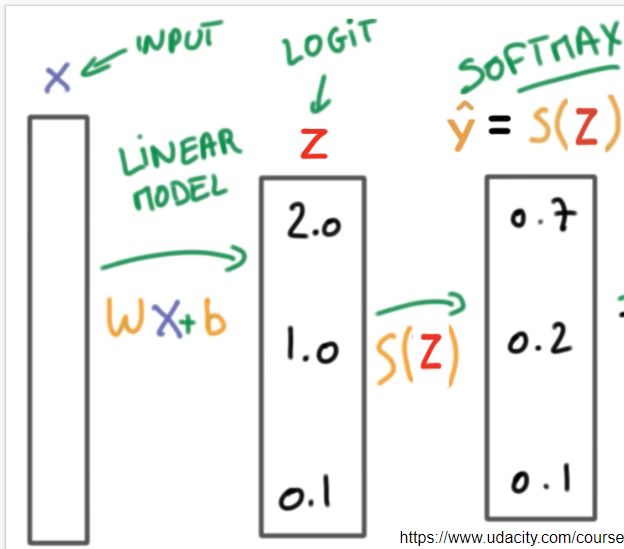 INPUT
X
LOGIT
Z
SOFTMAX
ŷ = S(Z)
LINEAR
MODEL
WX+b
2.0
1.0
0.1
S(Z)
0.7
0.2
0.1
https://www.udacity.com/course